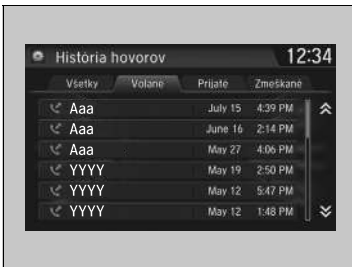 História hovorov 12:34
Všetky Volané Prijaté Zmeškané
Aaa July 15 4:39 PM
Aaa June 16 2:14 PM
Aaa May 27 4:06 PM
YYYY May 19 2:50 PM
YYYY May 12 5:47 PM
YYYY May 12 1:48 PM